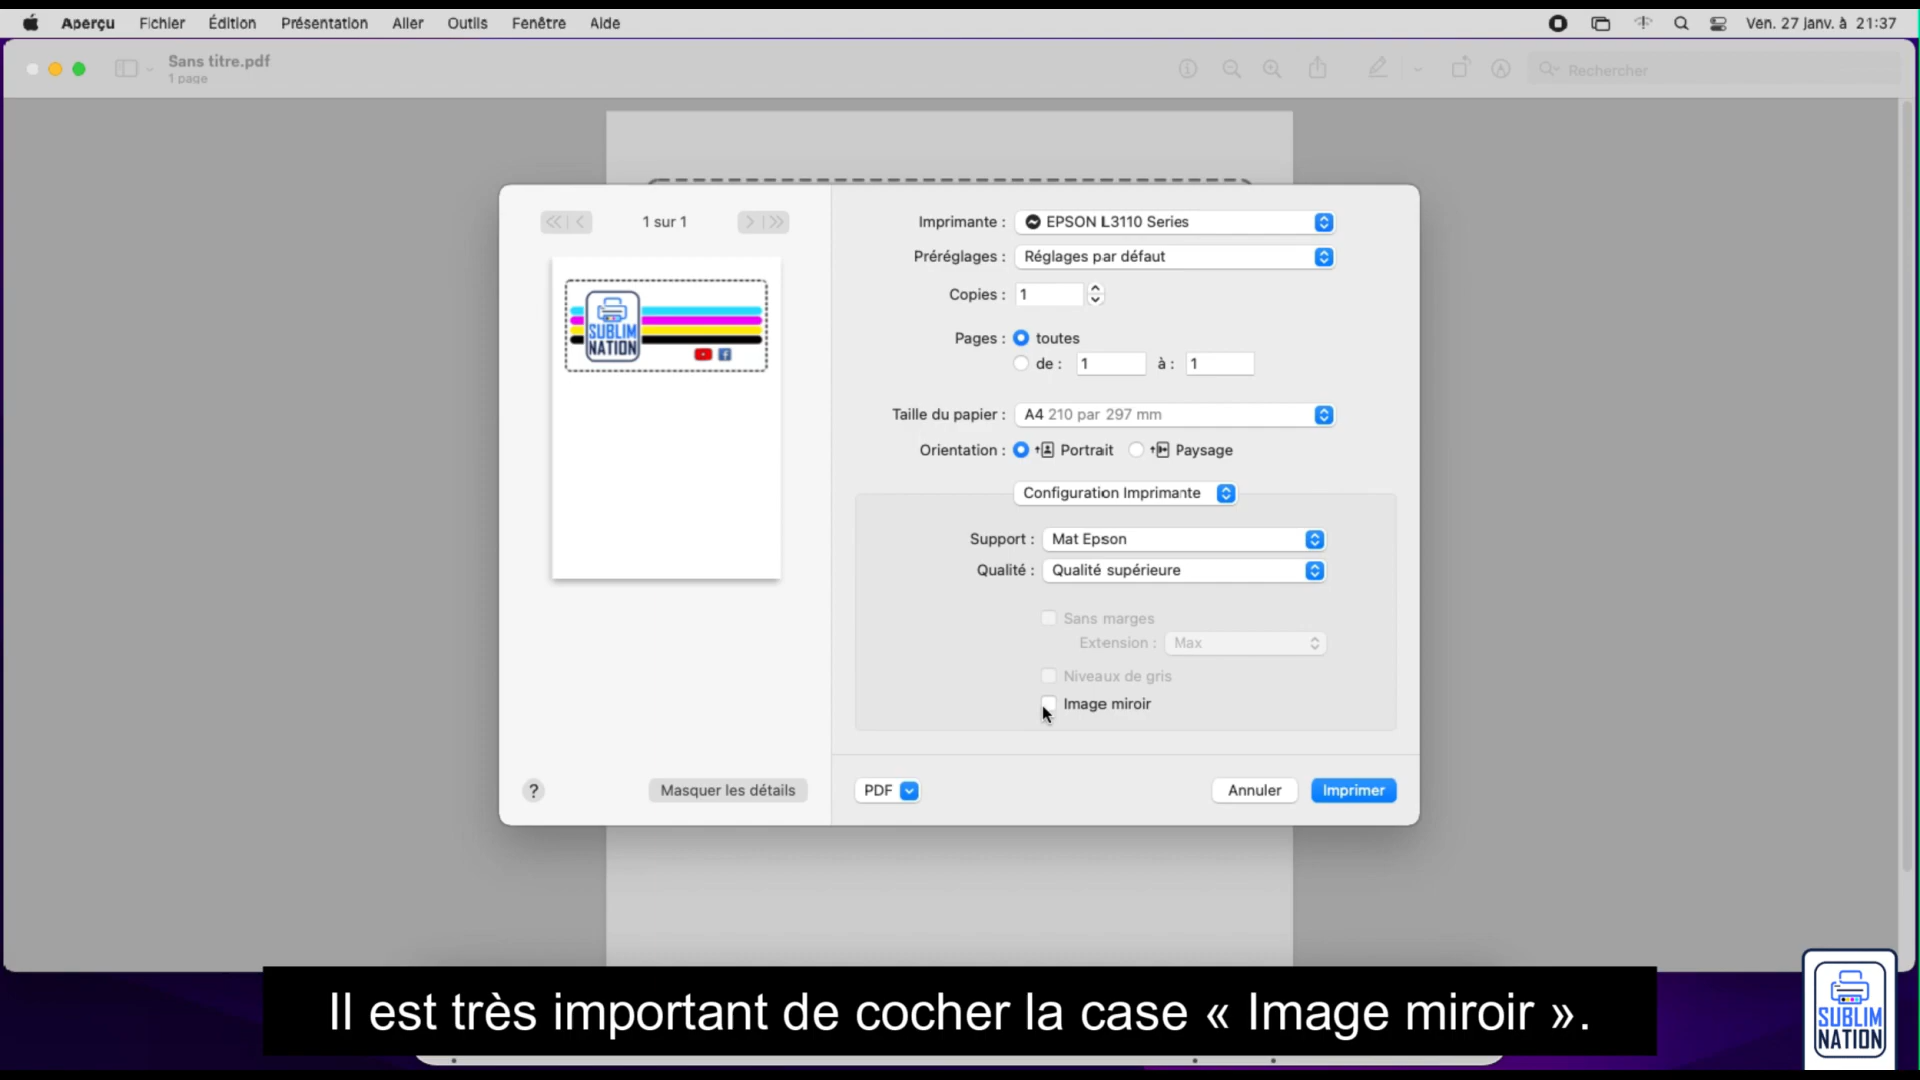 Aperçu Fichier Édition Présentation Aller Outils Fenêtre Aide Ven. 27 janv. à 21:37
Sans titre.pdf
1 page
Rechercher
1 sur 1
SUBLIM
NATION
Masquer les détails
Imprimante : EPSON L3110 Series
Préréglages : Réglages par défaut
Copies : 1
Pages : toutes
de : 1 à : 1
Taille du papier : A4 210 par 297 mm
Orientation : Portrait Paysage
Configuration Imprimante
Support : Mat Epson
Qualité : Qualité supérieure
Sans marges
Extension : Max
Niveaux de gris
Image miroir
? PDF Annuler Imprimer
Il est très important de cocher la case « Image miroir ».
SUBLIM
NATION